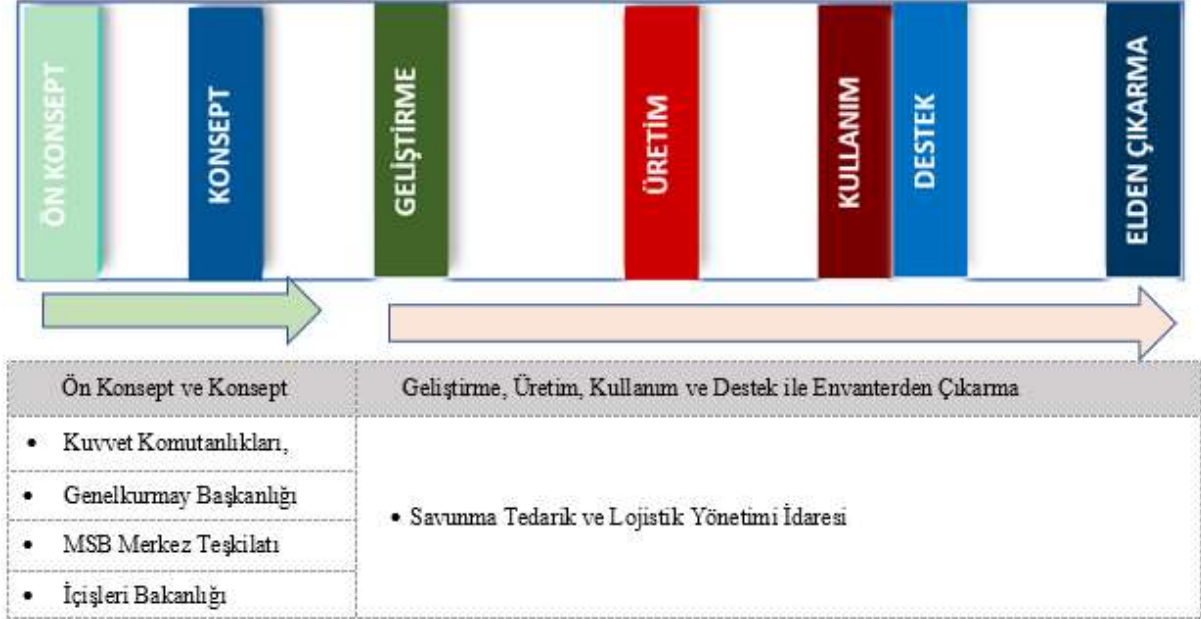 ÖN KONSEPT
KONSEPT
GELİŞTİRME
ÜRETİM
KULLANIM
DESTEK
ELDEN ÇIKARMA
Ön Konsept ve Konsept
Geliştirme, Üretim, Kullanım ve Destek ile Envanterden Çıkarma
• Kuvvet Komutanlıkları,
• Genelkurmay Başkanlığı
• MSB Merkez Teşkilatı
• İçişleri Bakanlığı
• Savunma Tedarik ve Lojistik Yönetimi İdaresi